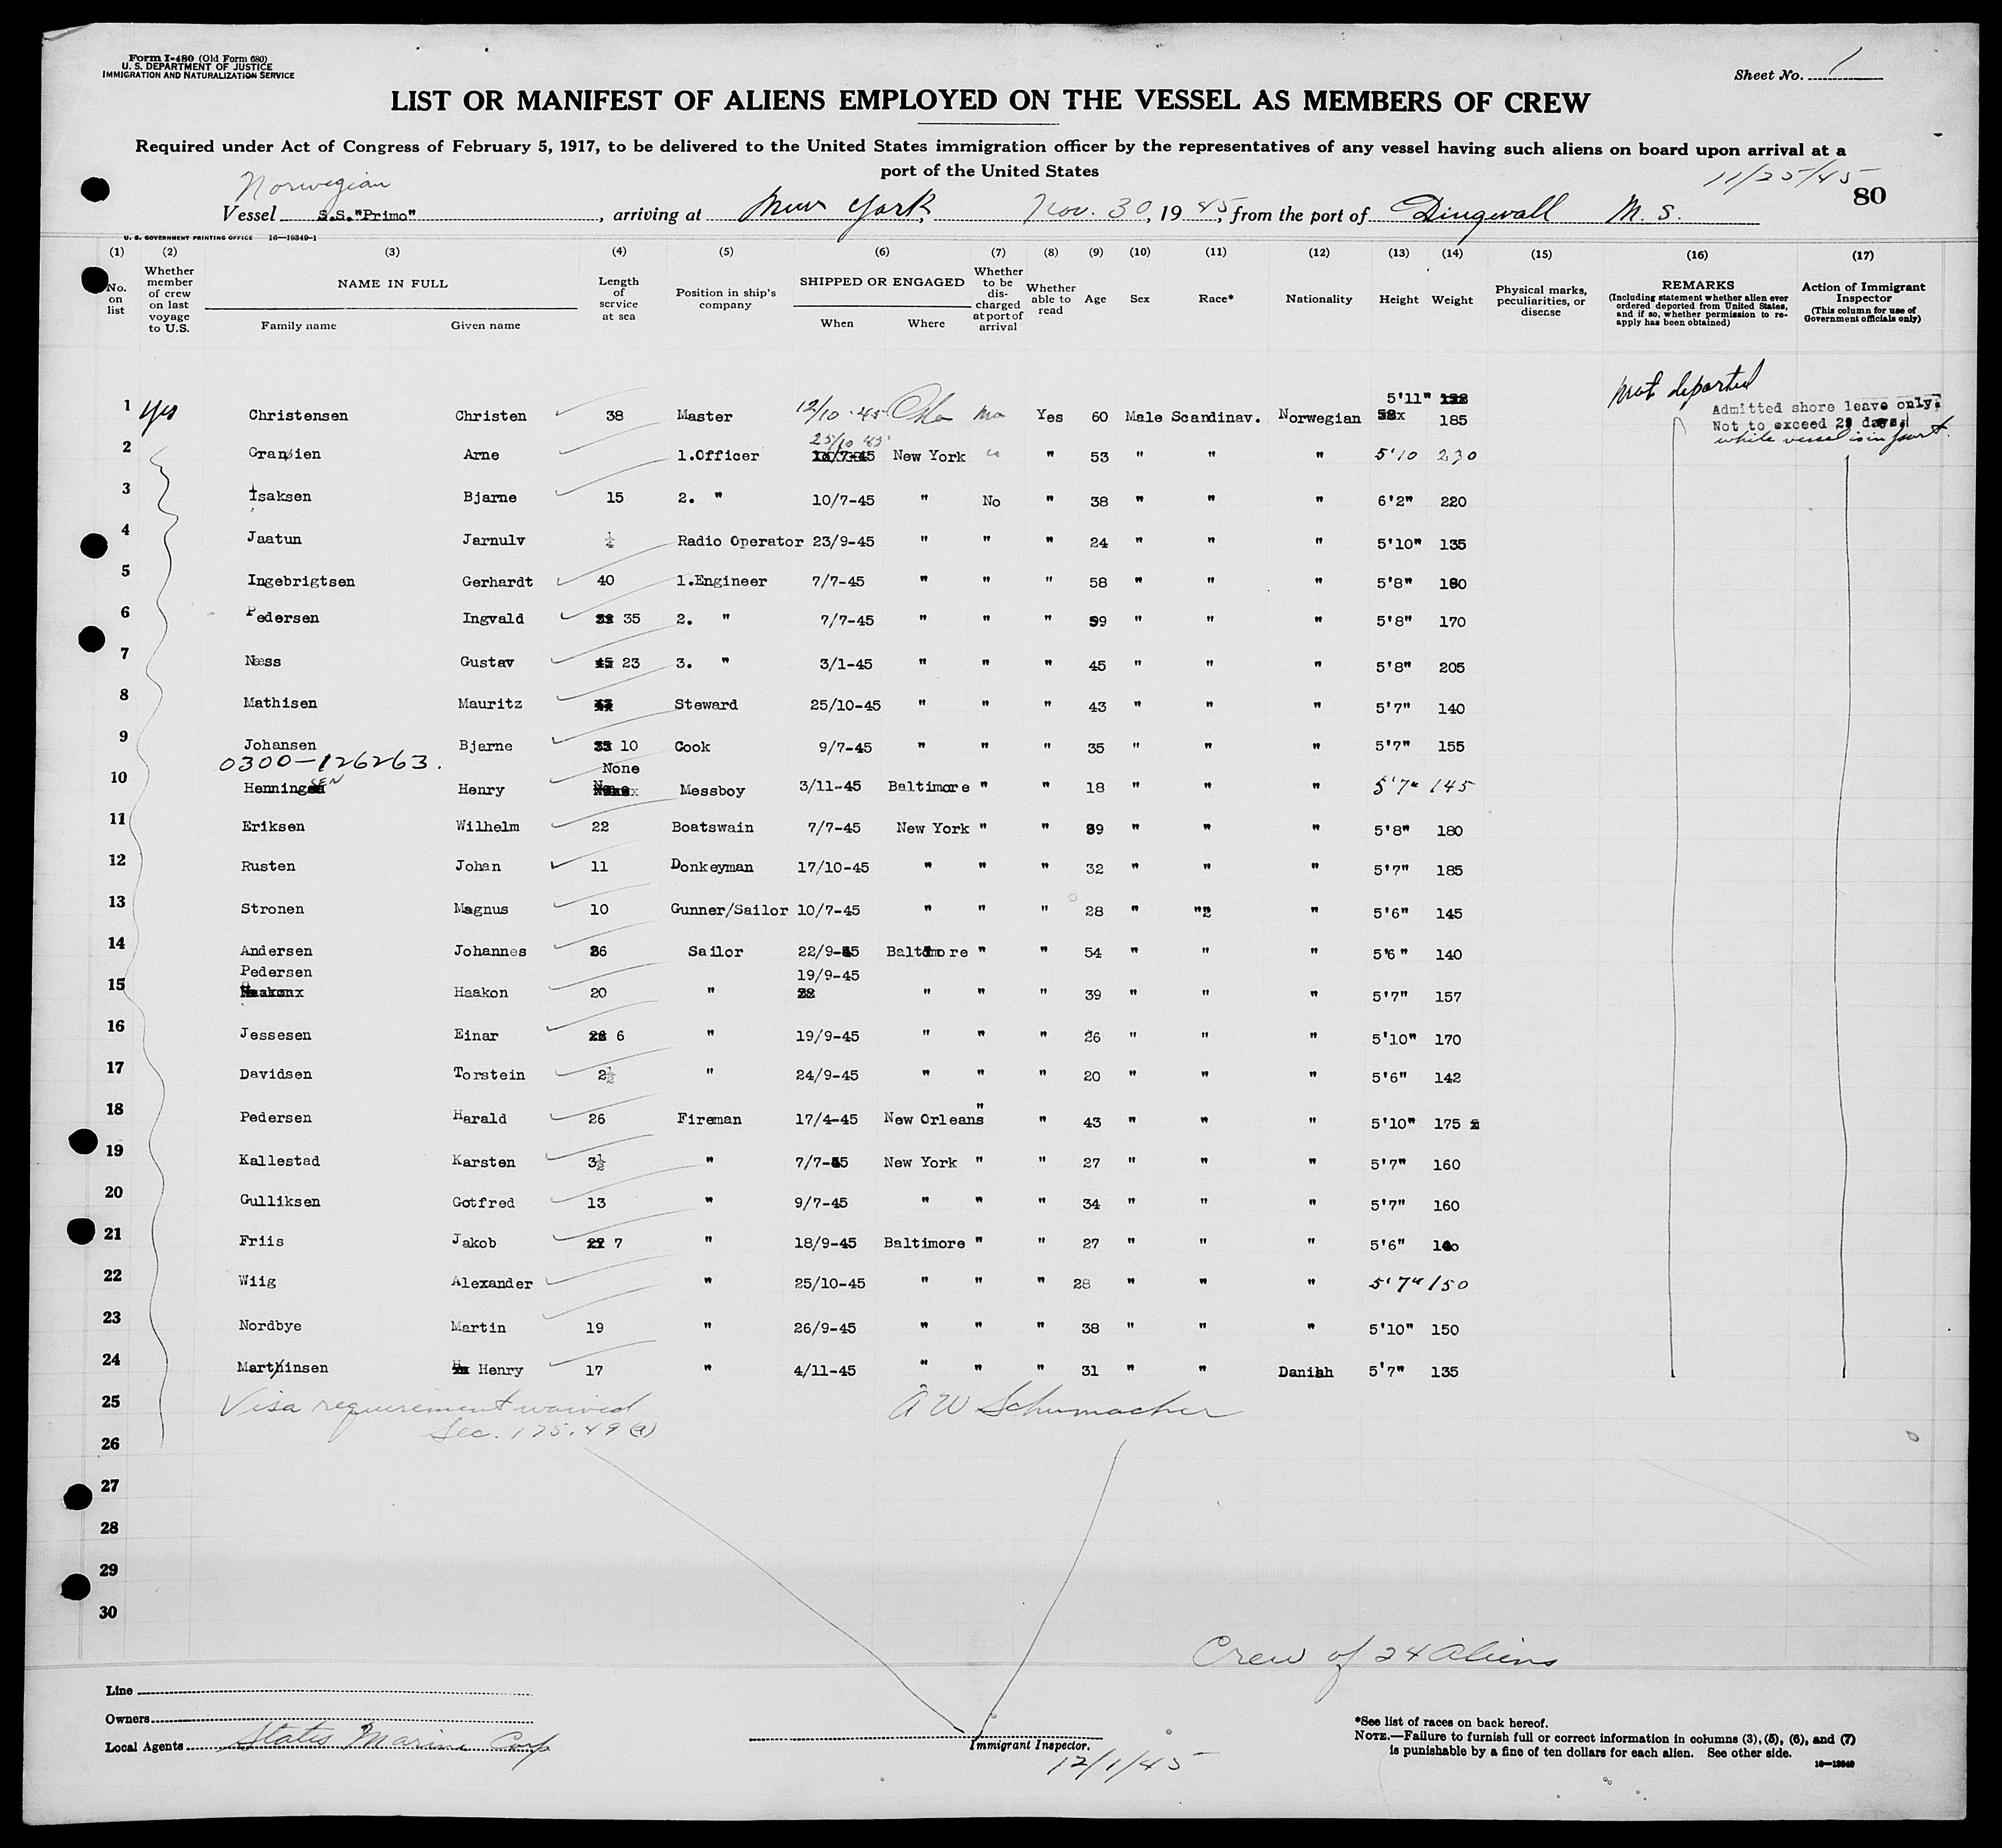 Form I-480 (Old Form 680)
U. S. DEPARTMENT OF JUSTICE
IMMIGRATION AND NATURALIZATION SERVICE
Sheet No. 1
LIST OR MANIFEST OF ALIENS EMPLOYED ON THE VESSEL AS MEMBERS OF CREW
Required under Act of Congress of February 5, 1917, to be delivered to the United States immigration officer by the representatives of any vessel having such aliens on board upon arrival at a
port of the United States
11/25/45
80
Norwegian
Vessel S.S."Primo", arriving at New York, Nov. 30, 1945, from the port of Dingwall M. S.
U. S. GOVERNMENT PRINTING OFFICE 16-19349-1
(1) (2) (3) (4) (5) (6) (7) (8) (9) (10) (11) (12) (13) (14) (15) (16) (17)
No. on list
Whether member of crew on last voyage to U.S.
NAME IN FULL
Family name Given name
Length of service at sea
Position in ship's company
SHIPPED OR ENGAGED
When Where
Whether to be discharged at port of arrival
Whether able to read
Age
Sex
Race*
Nationality
Height
Weight
Physical marks, peculiarities, or disease
REMARKS
(Including statement whether alien ever ordered deported from United States, and if so, whether permission to re-apply has been obtained)
Action of Immigrant Inspector
(This column for use of Government officials only)
not deported
Admitted shore leave only.
Not to exceed 29 days
while vessel is in port.
1 yes Christensen Christen 38 Master 12/10-45 Oslo No Yes 60 Male Scandinav. Norwegian 5'11" 185
2 Gransien Arne 1.Officer 25/10 45 New York " " 53 " " " 5'10 230
3 Isaksen Bjarne 15 2. " 10/7-45 " No " 38 " " " 6'2" 220
4 Jaatun Jarnulv ¼ Radio Operator 23/9-45 " " " 24 " " " 5'10" 135
5 Ingebrigtsen Gerhardt 40 1.Engineer 7/7-45 " " " 58 " " " 5'8" 180
6 Pedersen Ingvald 35 2. " 7/7-45 " " " 59 " " " 5'8" 170
7 Næss Gustav 23 3. " 3/1-45 " " " 45 " " " 5'8" 205
8 Mathisen Mauritz Steward 25/10-45 " " " 43 " " " 5'7" 140
9 Johansen Bjarne 10 Cook 9/7-45 " " " 35 " " " 5'7" 155
0300-126263.
10 Henningsen Henry None Messboy 3/11-45 Baltimore " " 18 " " " 5'7" 145
11 Eriksen Wilhelm 22 Boatswain 7/7-45 New York " " 39 " " " 5'8" 180
12 Rusten Johan 11 Donkeyman 17/10-45 " " " 32 " " " 5'7" 185
13 Stronen Magnus 10 Gunner/Sailor 10/7-45 " " " 28 " " " 5'6" 145
14 Andersen Johannes 36 Sailor 22/9-45 Baltimore " " 54 " " " 5'6" 140
15 Pedersen Haakon 20 " 19/9-45 " " " 39 " " " 5'7" 157
16 Jessesen Einar 6 " 19/9-45 " " " 26 " " " 5'10" 170
17 Davidsen Torstein 2½ " 24/9-45 " " " 20 " " " 5'6" 142
18 Pedersen Harald 26 Fireman 17/4-45 New Orleans " " 43 " " " 5'10" 175
19 Kallestad Karsten 3½ " 7/7-45 New York " " 27 " " " 5'7" 160
20 Gulliksen Gotfred 13 " 9/7-45 " " " 34 " " " 5'7" 160
21 Friis Jakob 7 " 18/9-45 Baltimore " " 27 " " " 5'6"
22 Wiig Alexander " 25/10-45 " " " 28 " " " 5'7" 150
23 Nordbye Martin 19 " 26/9-45 " " " 38 " " " 5'10" 150
24 Marthinsen Henry 17 " 4/11-45 " " " 31 " " Danish 5'7" 135
25 Visa requirement waived A W Schumacher
Sec. 175.49 (a)
26
27
28
29
30
Crew of 24 Aliens
Line
Owners
Local Agents States Marine Corp
Immigrant Inspector.
12/1/45
*See list of races on back hereof.
NOTE.—Failure to furnish full or correct information in columns (3), (5), (6), and (7)
is punishable by a fine of ten dollars for each alien. See other side.
16—19349